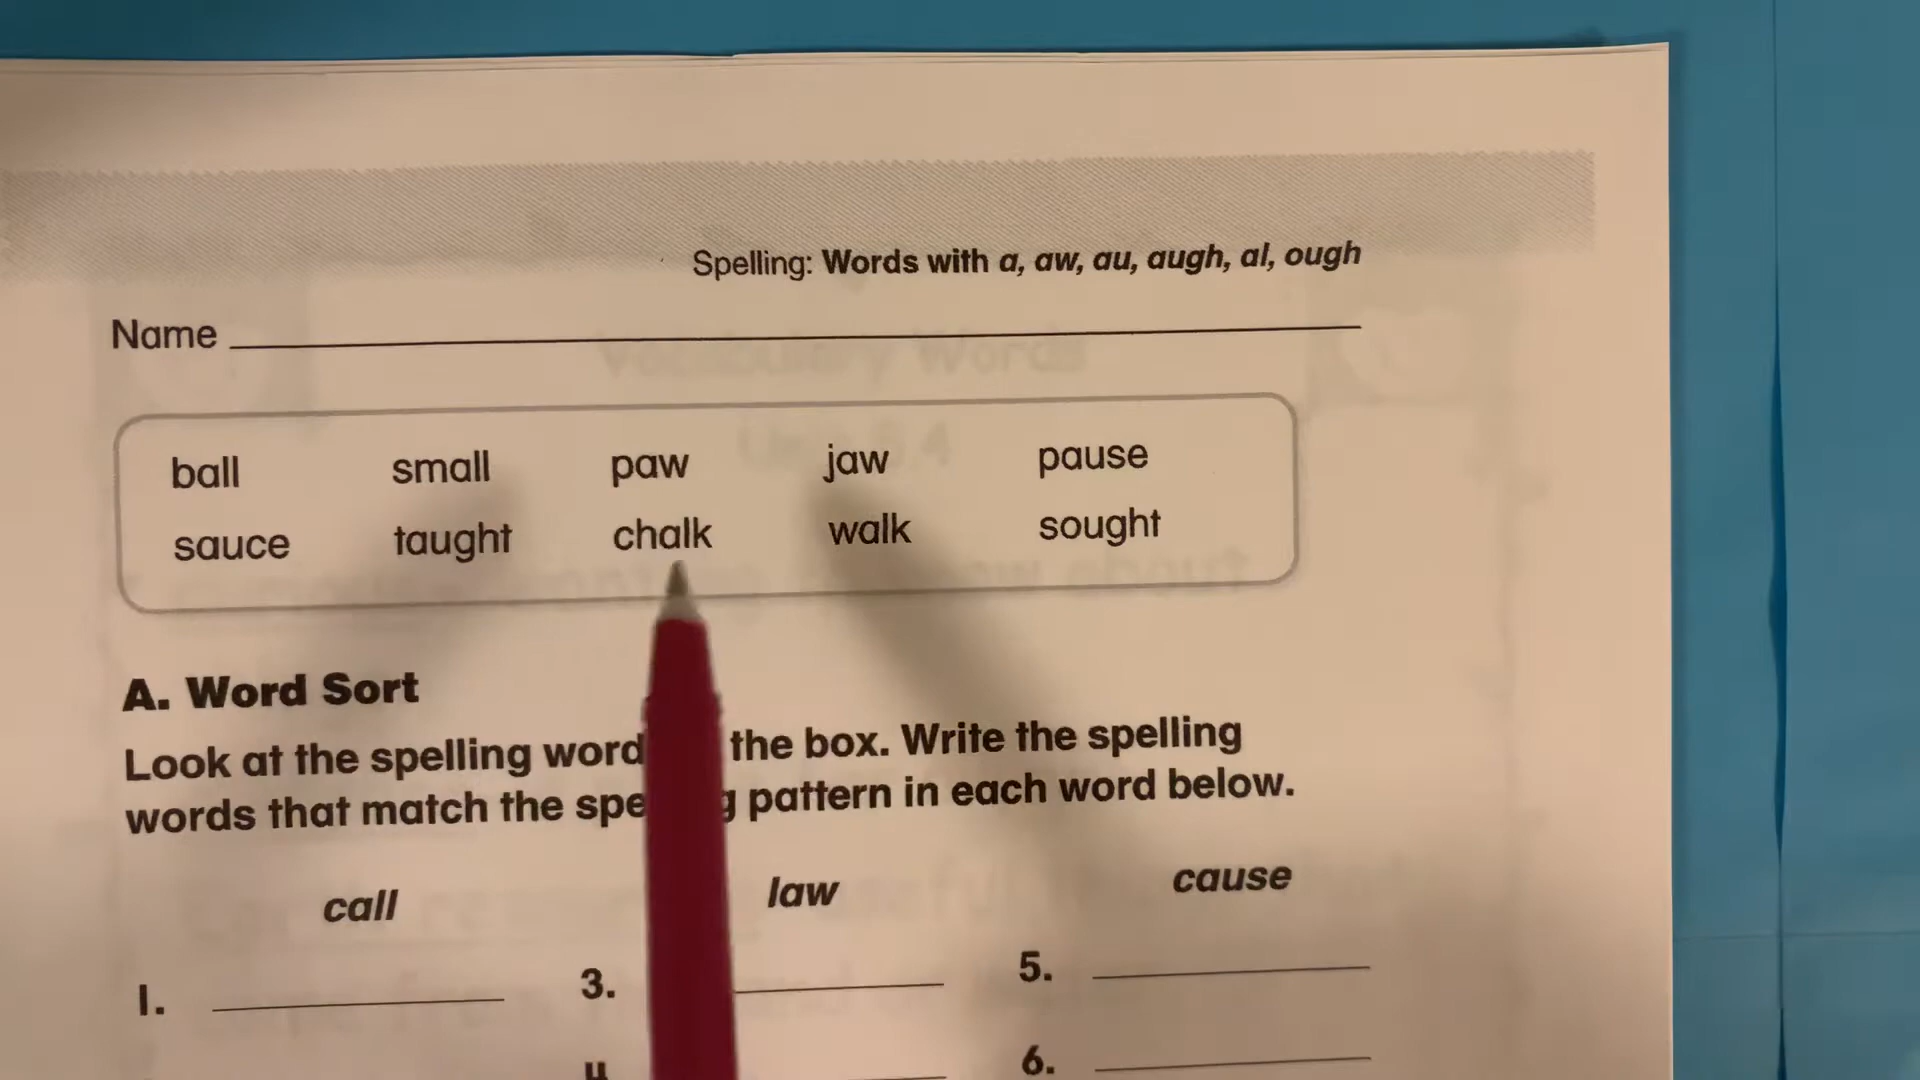 Spelling: Words with a, aw, au, augh, al, ough
Name
ball small paw jaw pause
sauce taught chalk walk sought
A. Word Sort
Look at the spelling word the box. Write the spelling
words that match the spe g pattern in each word below.
call law cause
1. 3. 5.
4 6.